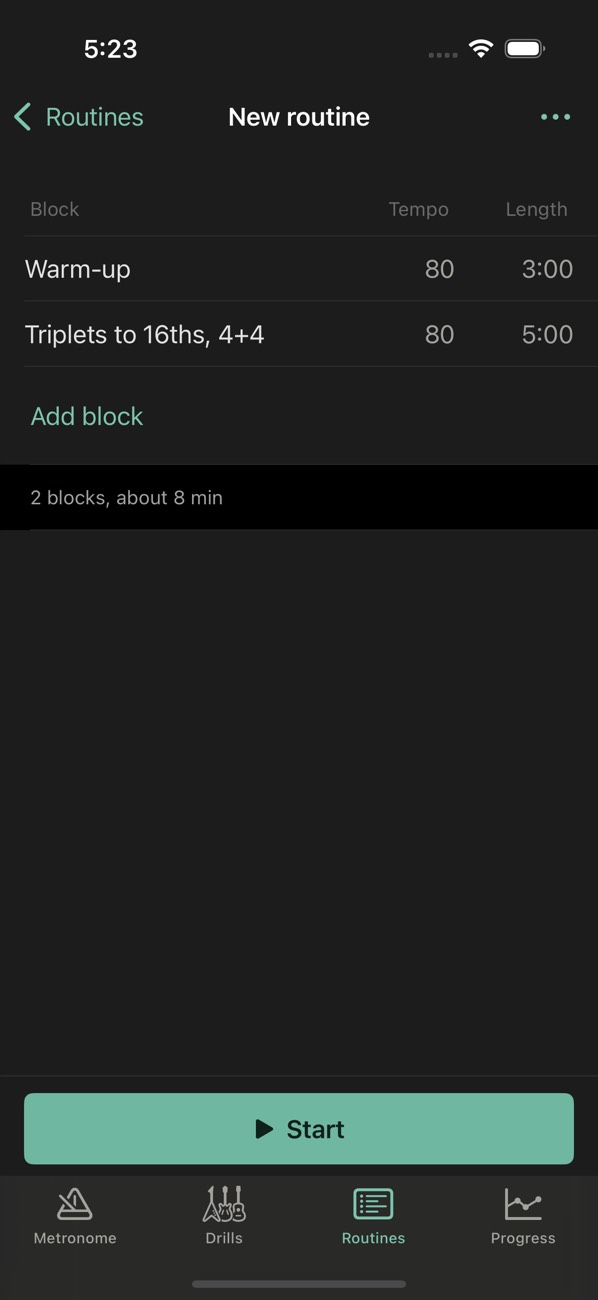 5:23
Routines New routine
Block Tempo Length
Warm-up 80 3:00
Triplets to 16ths, 4+4 80 5:00
Add block
2 blocks, about 8 min
Start
Metronome Drills Routines Progress